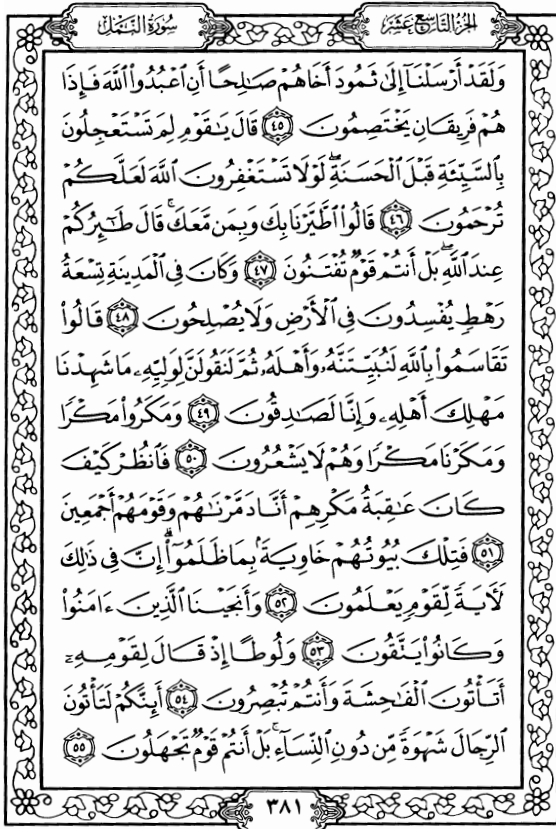 سورة النمل
الجزء التاسع عشر
وَلَقَدْ أَرْسَلْنَآ إِلَىٰ ثَمُودَ أَخَاهُمْ صَـٰلِحًا أَنِ ٱعْبُدُوا۟ ٱللَّهَ فَإِذَا
هُمْ فَرِيقَانِ يَخْتَصِمُونَ ٤٥ قَالَ يَـٰقَوْمِ لِمَ تَسْتَعْجِلُونَ
بِٱلسَّيِّئَةِ قَبْلَ ٱلْحَسَنَةِ ۖ لَوْلَا تَسْتَغْفِرُونَ ٱللَّهَ لَعَلَّكُمْ
تُرْحَمُونَ ٤٦ قَالُوا۟ ٱطَّيَّرْنَا بِكَ وَبِمَن مَّعَكَ ۚ قَالَ طَـٰٓئِرُكُمْ
عِندَ ٱللَّهِ ۖ بَلْ أَنتُمْ قَوْمٌ تُفْتَنُونَ ٤٧ وَكَانَ فِى ٱلْمَدِينَةِ تِسْعَةُ
رَهْطٍ يُفْسِدُونَ فِى ٱلْأَرْضِ وَلَا يُصْلِحُونَ ٤٨ قَالُوا۟
تَقَاسَمُوا۟ بِٱللَّهِ لَنُبَيِّتَنَّهُۥ وَأَهْلَهُۥ ثُمَّ لَنَقُولَنَّ لِوَلِيِّهِۦ مَا شَهِدْنَا
مَهْلِكَ أَهْلِهِۦ وَإِنَّا لَصَـٰدِقُونَ ٤٩ وَمَكَرُوا۟ مَكْرًا
وَمَكَرْنَا مَكْرًا وَهُمْ لَا يَشْعُرُونَ ٥٠ فَٱنظُرْ كَيْفَ
كَانَ عَـٰقِبَةُ مَكْرِهِمْ أَنَّا دَمَّرْنَـٰهُمْ وَقَوْمَهُمْ أَجْمَعِينَ
٥١ فَتِلْكَ بُيُوتُهُمْ خَاوِيَةًۢ بِمَا ظَلَمُوٓا۟ ۗ إِنَّ فِى ذَٰلِكَ
لَـَٔايَةً لِّقَوْمٍ يَعْلَمُونَ ٥٢ وَأَنجَيْنَا ٱلَّذِينَ ءَامَنُوا۟
وَكَانُوا۟ يَتَّقُونَ ٥٣ وَلُوطًا إِذْ قَالَ لِقَوْمِهِۦٓ
أَتَأْتُونَ ٱلْفَـٰحِشَةَ وَأَنتُمْ تُبْصِرُونَ ٥٤ أَئِنَّكُمْ لَتَأْتُونَ
ٱلرِّجَالَ شَهْوَةً مِّن دُونِ ٱلنِّسَآءِ ۚ بَلْ أَنتُمْ قَوْمٌ تَجْهَلُونَ ٥٥
٣٨١